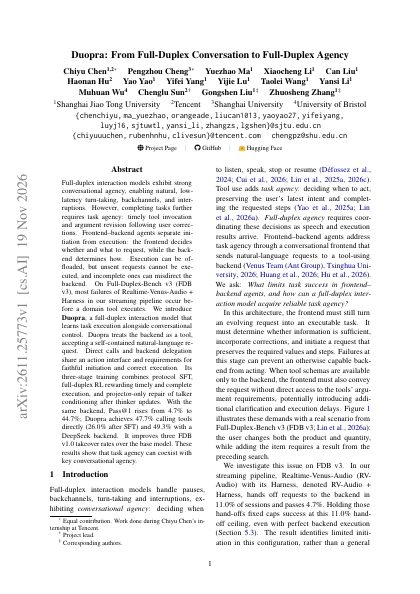 Duopra: From Full-Duplex Conversation to Full-Duplex Agency
Chiyu Chen1,2* Pengzhou Cheng3* Yuezhao Ma1 Xiaocheng Li1 Can Liu1
Haonan Hu2 Yao Yao1 Yifei Yang1 Yijie Lu1 Taolei Wang1 Yansi Li1
Muhuan Wu4 Chenglu Sun2† Gongshen Liu1‡ Zhuosheng Zhang1‡
1Shanghai Jiao Tong University 2Tencent 3Shanghai University 4University of Bristol
{chenchiyu, ma_yuezhao, orangeade, liucan0813, yaoyao27, yifeiyang,
luyj16, sjtuwtl, yansi_li, zhangzs, lgshen}@sjtu.edu.cn
{chiyuuuchen, rubenhnhu, clivesun}@tencent.com chengpz@shu.edu.cn
Project Page | GitHub | Hugging Face
arXiv:2611.25773v1 [cs.AI] 19 Nov 2026
Abstract
Full-duplex interaction models exhibit strong
conversational agency, enabling natural, low-
latency turn-taking, backchannels, and inter-
ruptions. However, completing tasks further
requires task agency: timely tool invocation
and argument revision following user correc-
tions. Frontend-backend agents separate initi-
ation from execution: the frontend decides
whether and what to request, while the back-
end determines how. Execution can be of-
floaded, but unsent requests cannot be exe-
cuted, and incomplete ones can misdirect the
backend. On Full-Duplex-Bench v3 (FDB
v3), most failures of Realtime-Venus-Audio +
Harness in our streaming pipeline occur be-
fore a domain tool executes. We introduce
Duopra, a full-duplex interaction model that
learns task execution alongside conversational
control. Duopra treats the backend as a tool,
accepting a self-contained natural-language re-
quest. Direct calls and backend delegation
share an action interface and requirements for
faithful initiation and correct execution. Its
three-stage training combines protocol SFT,
full-duplex RL rewarding timely and complete
execution, and projector-only repair of talker
conditioning after thinker updates. With the
same backend, Pass@1 rises from 4.7% to
44.7%; Duopra achieves 47.7% calling tools
directly (26.0% after SFT) and 49.3% with a
DeepSeek backend. It improves three FDB
v1.0 takeover rates over the base model. These
results show that task agency can coexist with
key conversational agency.
1 Introduction
Full-duplex interaction models handle pauses,
backchannels, turn-taking and interruptions, ex-
hibiting conversational agency: deciding when
* Equal contribution. Work done during Chiyu Chen's in-
ternship at Tencent.
† Project lead.
‡ Corresponding authors.
to listen, speak, stop or resume (Défossez et al.,
2024; Cui et al., 2026; Lin et al., 2025a, 2026c).
Tool use adds task agency: deciding when to act,
preserving the user's latest intent and complet-
ing the requested steps (Yao et al., 2025a; Lin
et al., 2026a). Full-duplex agency requires coor-
dinating these decisions as speech and execution
results arrive. Frontend–backend agents address
task agency through a conversational frontend that
sends natural-language requests to a tool-using
backend (Venus Team (Ant Group), Tsinghua Uni-
versity, 2026; Huang et al., 2026; Hu et al., 2026).
We ask: What limits task success in frontend–
backend agents, and how can a full-duplex inter-
action model acquire reliable task agency?
In this architecture, the frontend must still
turn an evolving request into an executable task. It
must determine whether information is sufficient,
incorporate corrections, and initiate a request that
preserves the required values and steps. Failures at
this stage can prevent an otherwise capable back-
end from acting. When tool schemas are available
only to the backend, the frontend must also convey
the request without direct access to the tools' argu-
ment requirements, potentially introducing addi-
tional clarification and execution delays. Figure 1
illustrates these demands with a real scenario from
Full-Duplex-Bench v3 (FDB v3; Lin et al., 2026a):
the user changes both the product and quantity,
while adding the item requires a result from the
preceding search.
We investigate this issue on FDB v3. In our
streaming pipeline, Realtime-Venus-Audio (RV-
Audio) with its Harness, denoted RV-Audio +
Harness, hands off requests to the backend in
11.0% of sessions and passes 4.7%. Holding those
hand-offs fixed caps success at this 11.0% hand-
off ceiling, even with perfect backend execution
(Section 5.3). The result identifies limited initi-
ation in this configuration, rather than a general
1